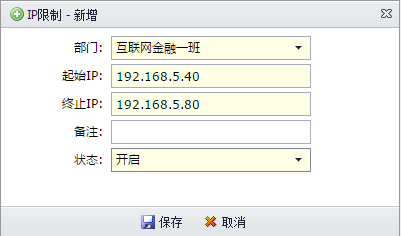 IP限制 - 新增
部门: 互联网金融一班
起始IP: 192.168.5.40
终止IP: 192.168.5.80
备注:
状态: 开启
保存 取消